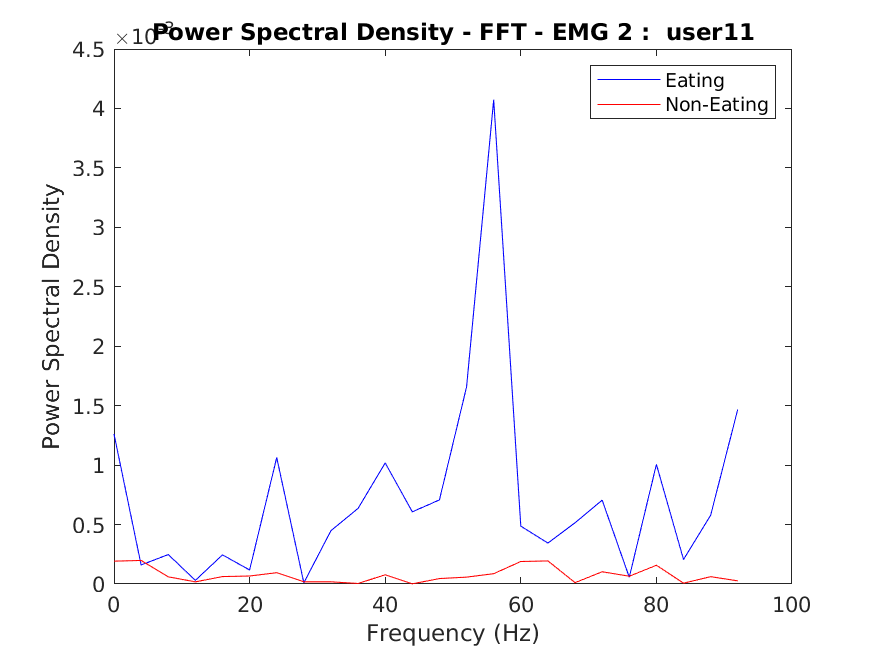 Power Spectral Density - FFT - EMG 2 :  user11
×10
4.5
4
3.5
3
2.5
2
1.5
1
0.5
0
Power Spectral Density
Eating
Non-Eating
0 20 40 60 80 100
Frequency (Hz)